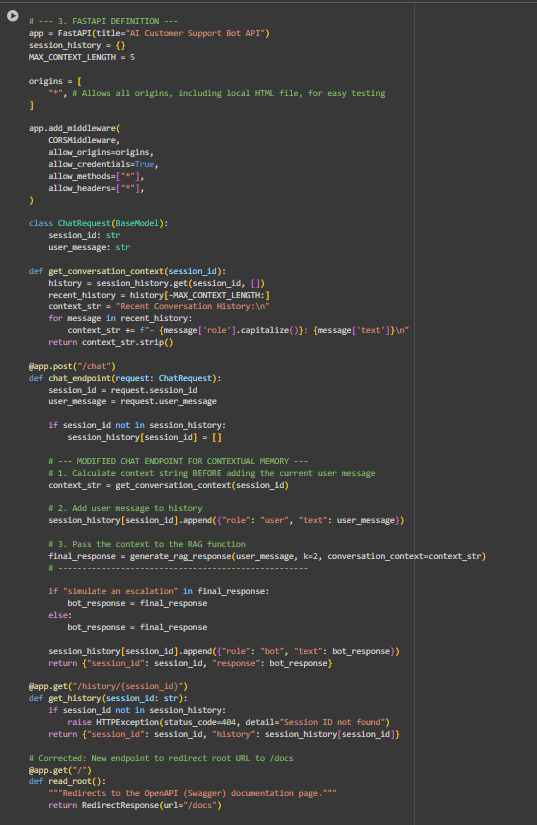 # --- 3. FASTAPI DEFINITION ---
app = FastAPI(title="AI Customer Support Bot API")
session_history = {}
MAX_CONTEXT_LENGTH = 5

origins = [
    "*", # Allows all origins, including local HTML file, for easy testing
]

app.add_middleware(
    CORSMiddleware,
    allow_origins=origins,
    allow_credentials=True,
    allow_methods=["*"],
    allow_headers=["*"],
)

class ChatRequest(BaseModel):
    session_id: str
    user_message: str

def get_conversation_context(session_id):
    history = session_history.get(session_id, [])
    recent_history = history[-MAX_CONTEXT_LENGTH:]
    context_str = "Recent Conversation History:\n"
    for message in recent_history:
        context_str += f"- {message['role'].capitalize()}: {message['text']}\n"
    return context_str.strip()

@app.post("/chat")
def chat_endpoint(request: ChatRequest):
    session_id = request.session_id
    user_message = request.user_message

    if session_id not in session_history:
        session_history[session_id] = []

    # --- MODIFIED CHAT ENDPOINT FOR CONTEXTUAL MEMORY ---
    # 1. Calculate context string BEFORE adding the current user message
    context_str = get_conversation_context(session_id)

    # 2. Add user message to history
    session_history[session_id].append({"role": "user", "text": user_message})

    # 3. Pass the context to the RAG function
    final_response = generate_rag_response(user_message, k=2, conversation_context=context_str)
    # ----------------------------------------------------

    if "simulate an escalation" in final_response:
        bot_response = final_response
    else:
        bot_response = final_response

    session_history[session_id].append({"role": "bot", "text": bot_response})
    return {"session_id": session_id, "response": bot_response}

@app.get("/history/{session_id}")
def get_history(session_id: str):
    if session_id not in session_history:
        raise HTTPException(status_code=404, detail="Session ID not found")
    return {"session_id": session_id, "history": session_history[session_id]}

# Corrected: New endpoint to redirect root URL to /docs
@app.get("/")
def read_root():
    """Redirects to the OpenAPI (Swagger) documentation page."""
    return RedirectResponse(url="/docs")